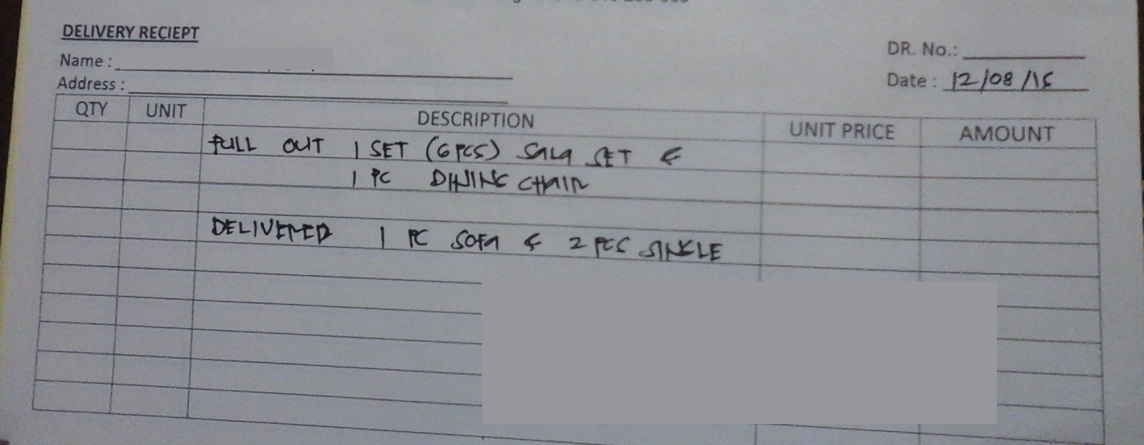 DELIVERY RECIEPT
DR. No.:
Name :
Date : 12/08/15
Address :
QTY UNIT DESCRIPTION UNIT PRICE AMOUNT
PULL OUT 1 SET (6 PCS) SALA SET &
1 PC DINING CHAIR
DELIVERED 1 PC SOFA & 2 PCS SINGLE